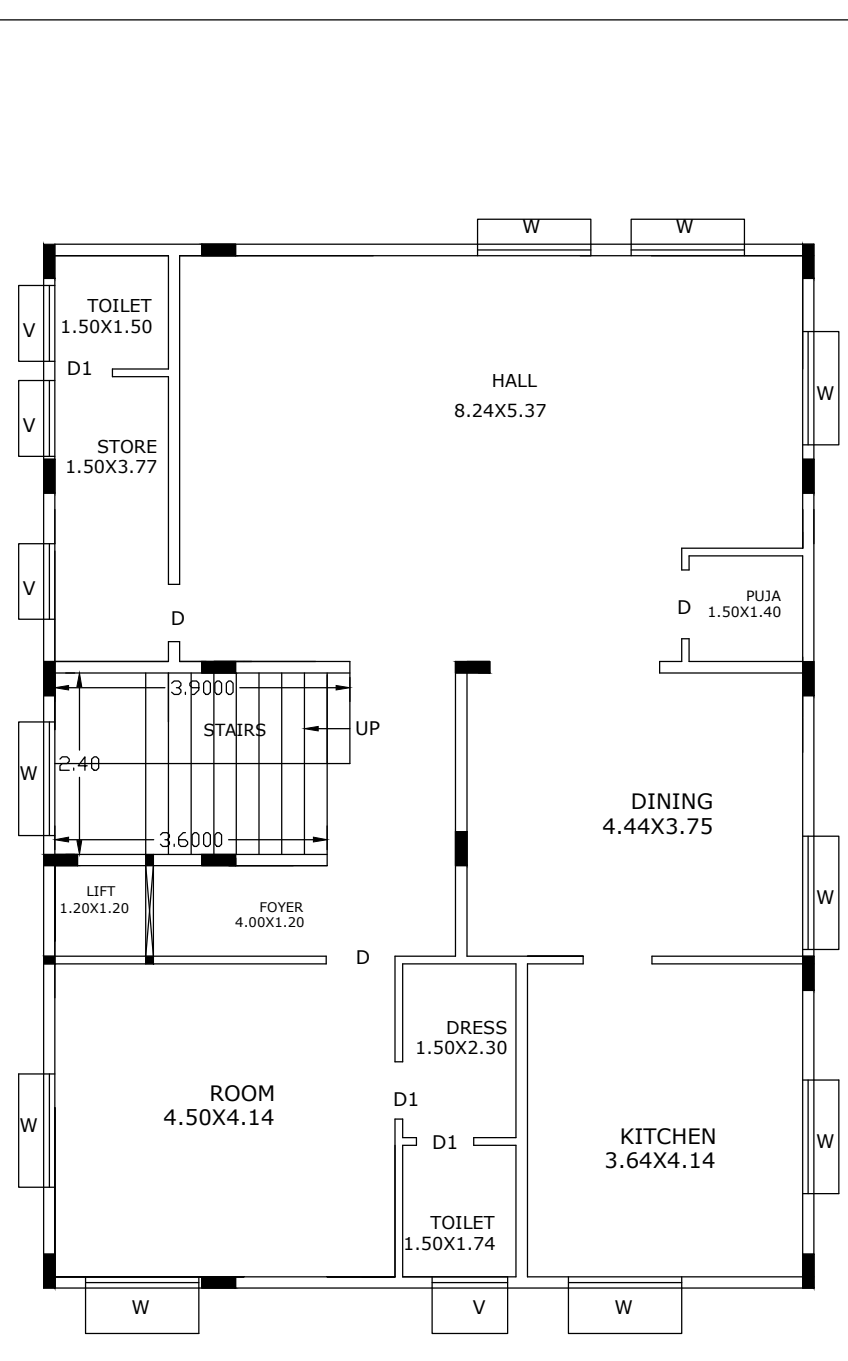 W
W
TOILET
1.50X1.50
V
D1
HALL
8.24X5.37
W
V
STORE
1.50X3.77
V
D
PUJA
1.50X1.40
D
3.9000
STAIRS
UP
2.40
W
DINING
4.44X3.75
3.6000
LIFT
1.20X1.20
FOYER
4.00X1.20
W
D
DRESS
1.50X2.30
ROOM
4.50X4.14
D1
W
D1
KITCHEN
3.64X4.14
W
TOILET
1.50X1.74
W
V
W